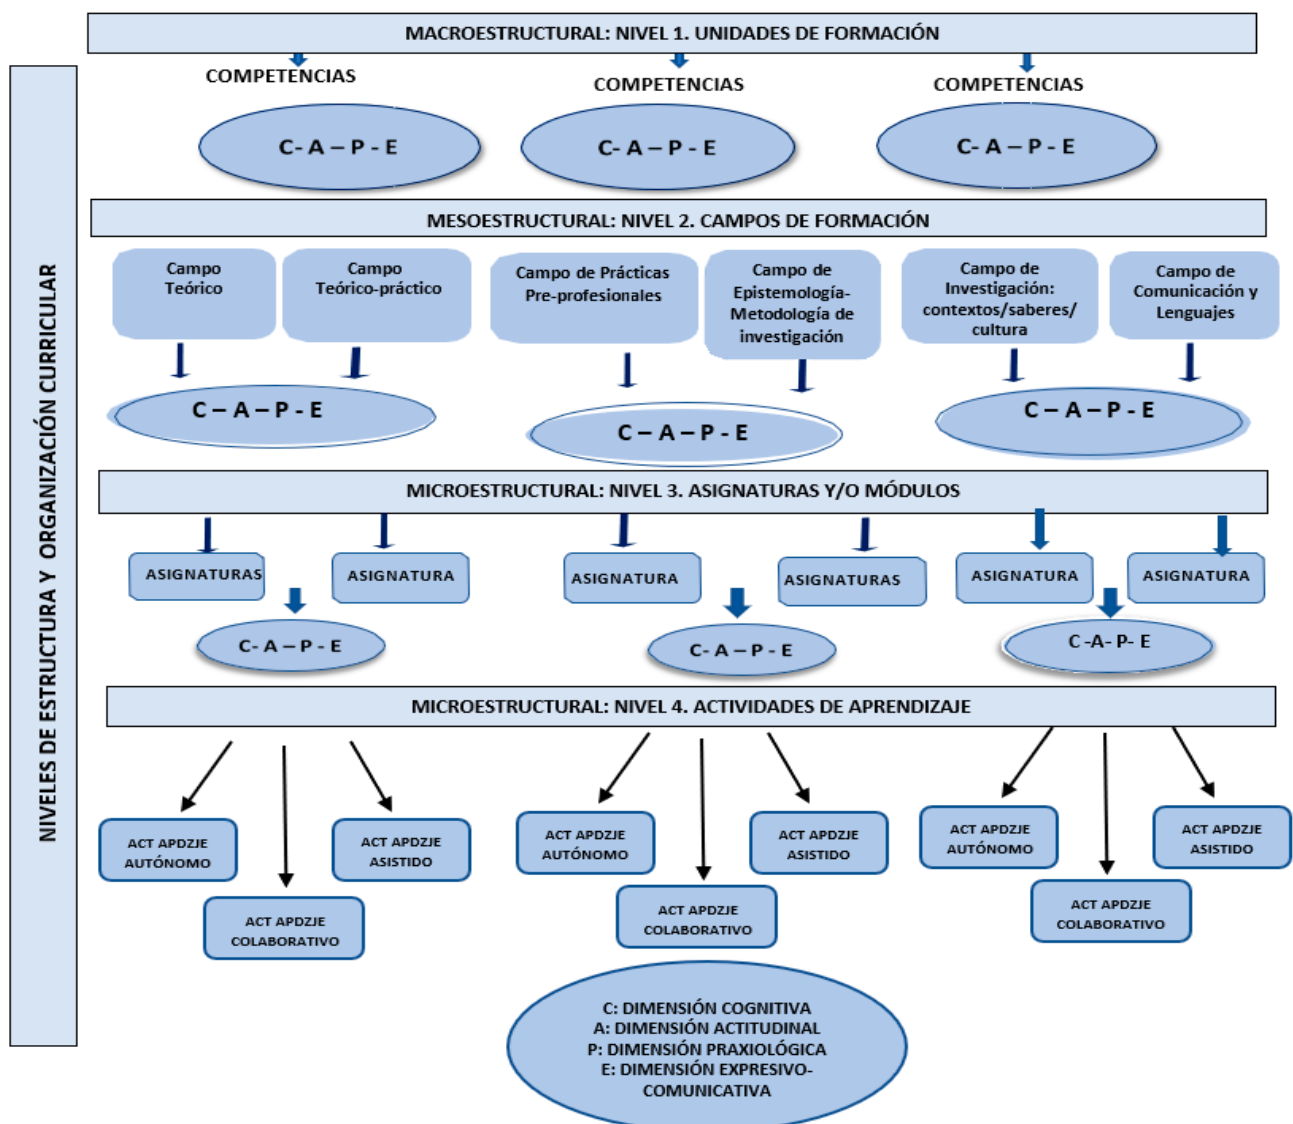 MACROESTRUCTURAL: NIVEL 1. UNIDADES DE FORMACIÓN
NIVELES DE ESTRUCTURA Y ORGANIZACIÓN CURRICULAR
COMPETENCIAS
COMPETENCIAS
COMPETENCIAS
C- A – P - E
C- A – P - E
C- A – P - E
MESOESTRUCTURAL: NIVEL 2. CAMPOS DE FORMACIÓN
Campo
Teórico
Campo
Teórico-práctico
Campo de Prácticas
Pre-profesionales
Campo de
Epistemología-
Metodología de
investigación
Campo de
Investigación:
contextos/saberes/
cultura
Campo de
Comunicación y
Lenguajes
C – A – P - E
C – A – P - E
C – A – P - E
MICROESTRUCTURAL: NIVEL 3. ASIGNATURAS Y/O MÓDULOS
ASIGNATURAS
ASIGNATURA
ASIGNATURA
ASIGNATURAS
ASIGNATURA
ASIGNATURA
C- A – P - E
C- A – P - E
C -A- P- E
MICROESTRUCTURAL: NIVEL 4. ACTIVIDADES DE APRENDIZAJE
ACT APDZJE
AUTÓNOMO
ACT APDZJE
ASISTIDO
ACT APDZJE
COLABORATIVO
ACT APDZJE
AUTÓNOMO
ACT APDZJE
ASISTIDO
ACT APDZJE
COLABORATIVO
ACT APDZJE
AUTÓNOMO
ACT APDZJE
ASISTIDO
ACT APDZJE
COLABORATIVO
C: DIMENSIÓN COGNITIVA
A: DIMENSIÓN ACTITUDINAL
P: DIMENSIÓN PRAXIOLÓGICA
E: DIMENSIÓN EXPRESIVO-
COMUNICATIVA